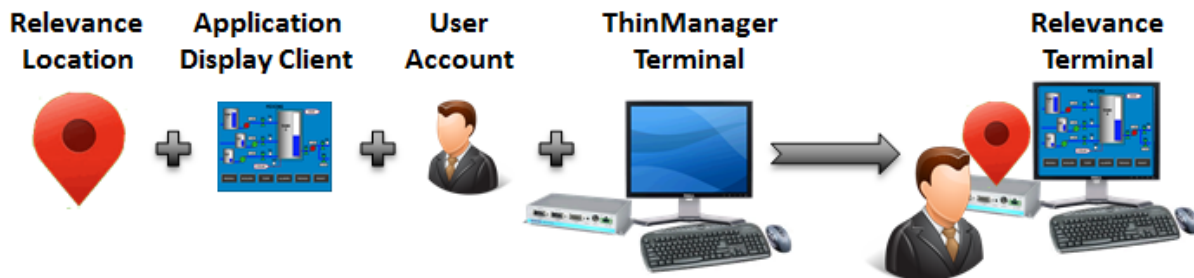 Relevance
Location
Application
Display Client
User
Account
ThinManager
Terminal
Relevance
Terminal